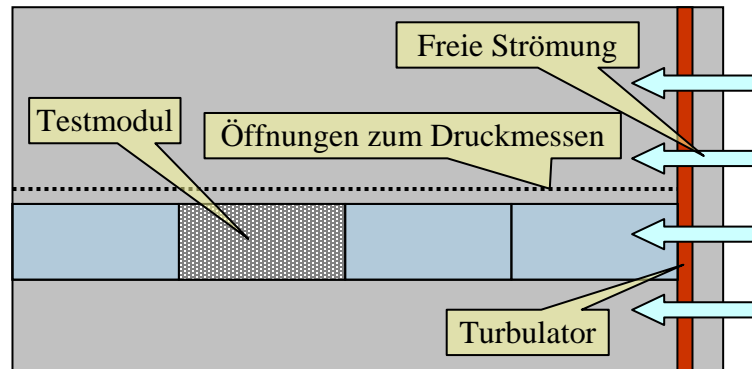 Freie Strömung
Testmodul
Öffnungen zum Druckmessen
Turbulator